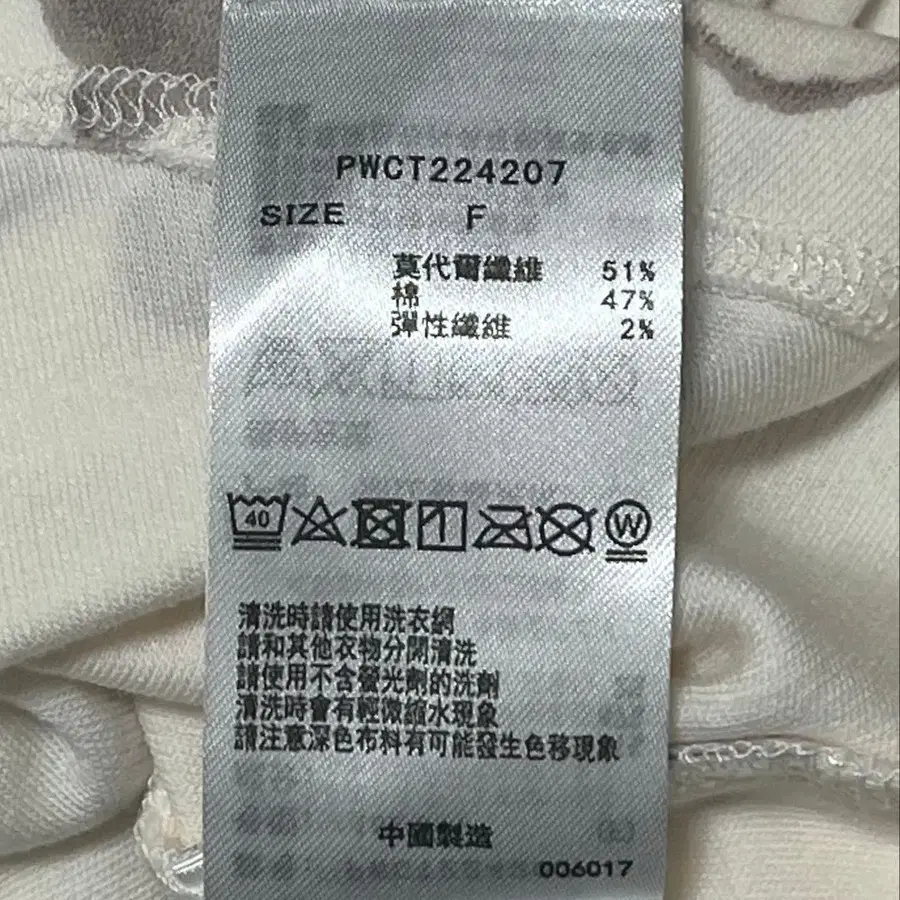 PWCT224207
SIZE F
莫代爾纖維 51%
棉 47%
彈性纖維 2%
40
W
清洗時請使用洗衣網
請和其他衣物分開清洗
請使用不含發光劑的洗劑
清洗時會有輕微縮水現象
請注意深色布料有可能發生色移現象
中國製造
006017